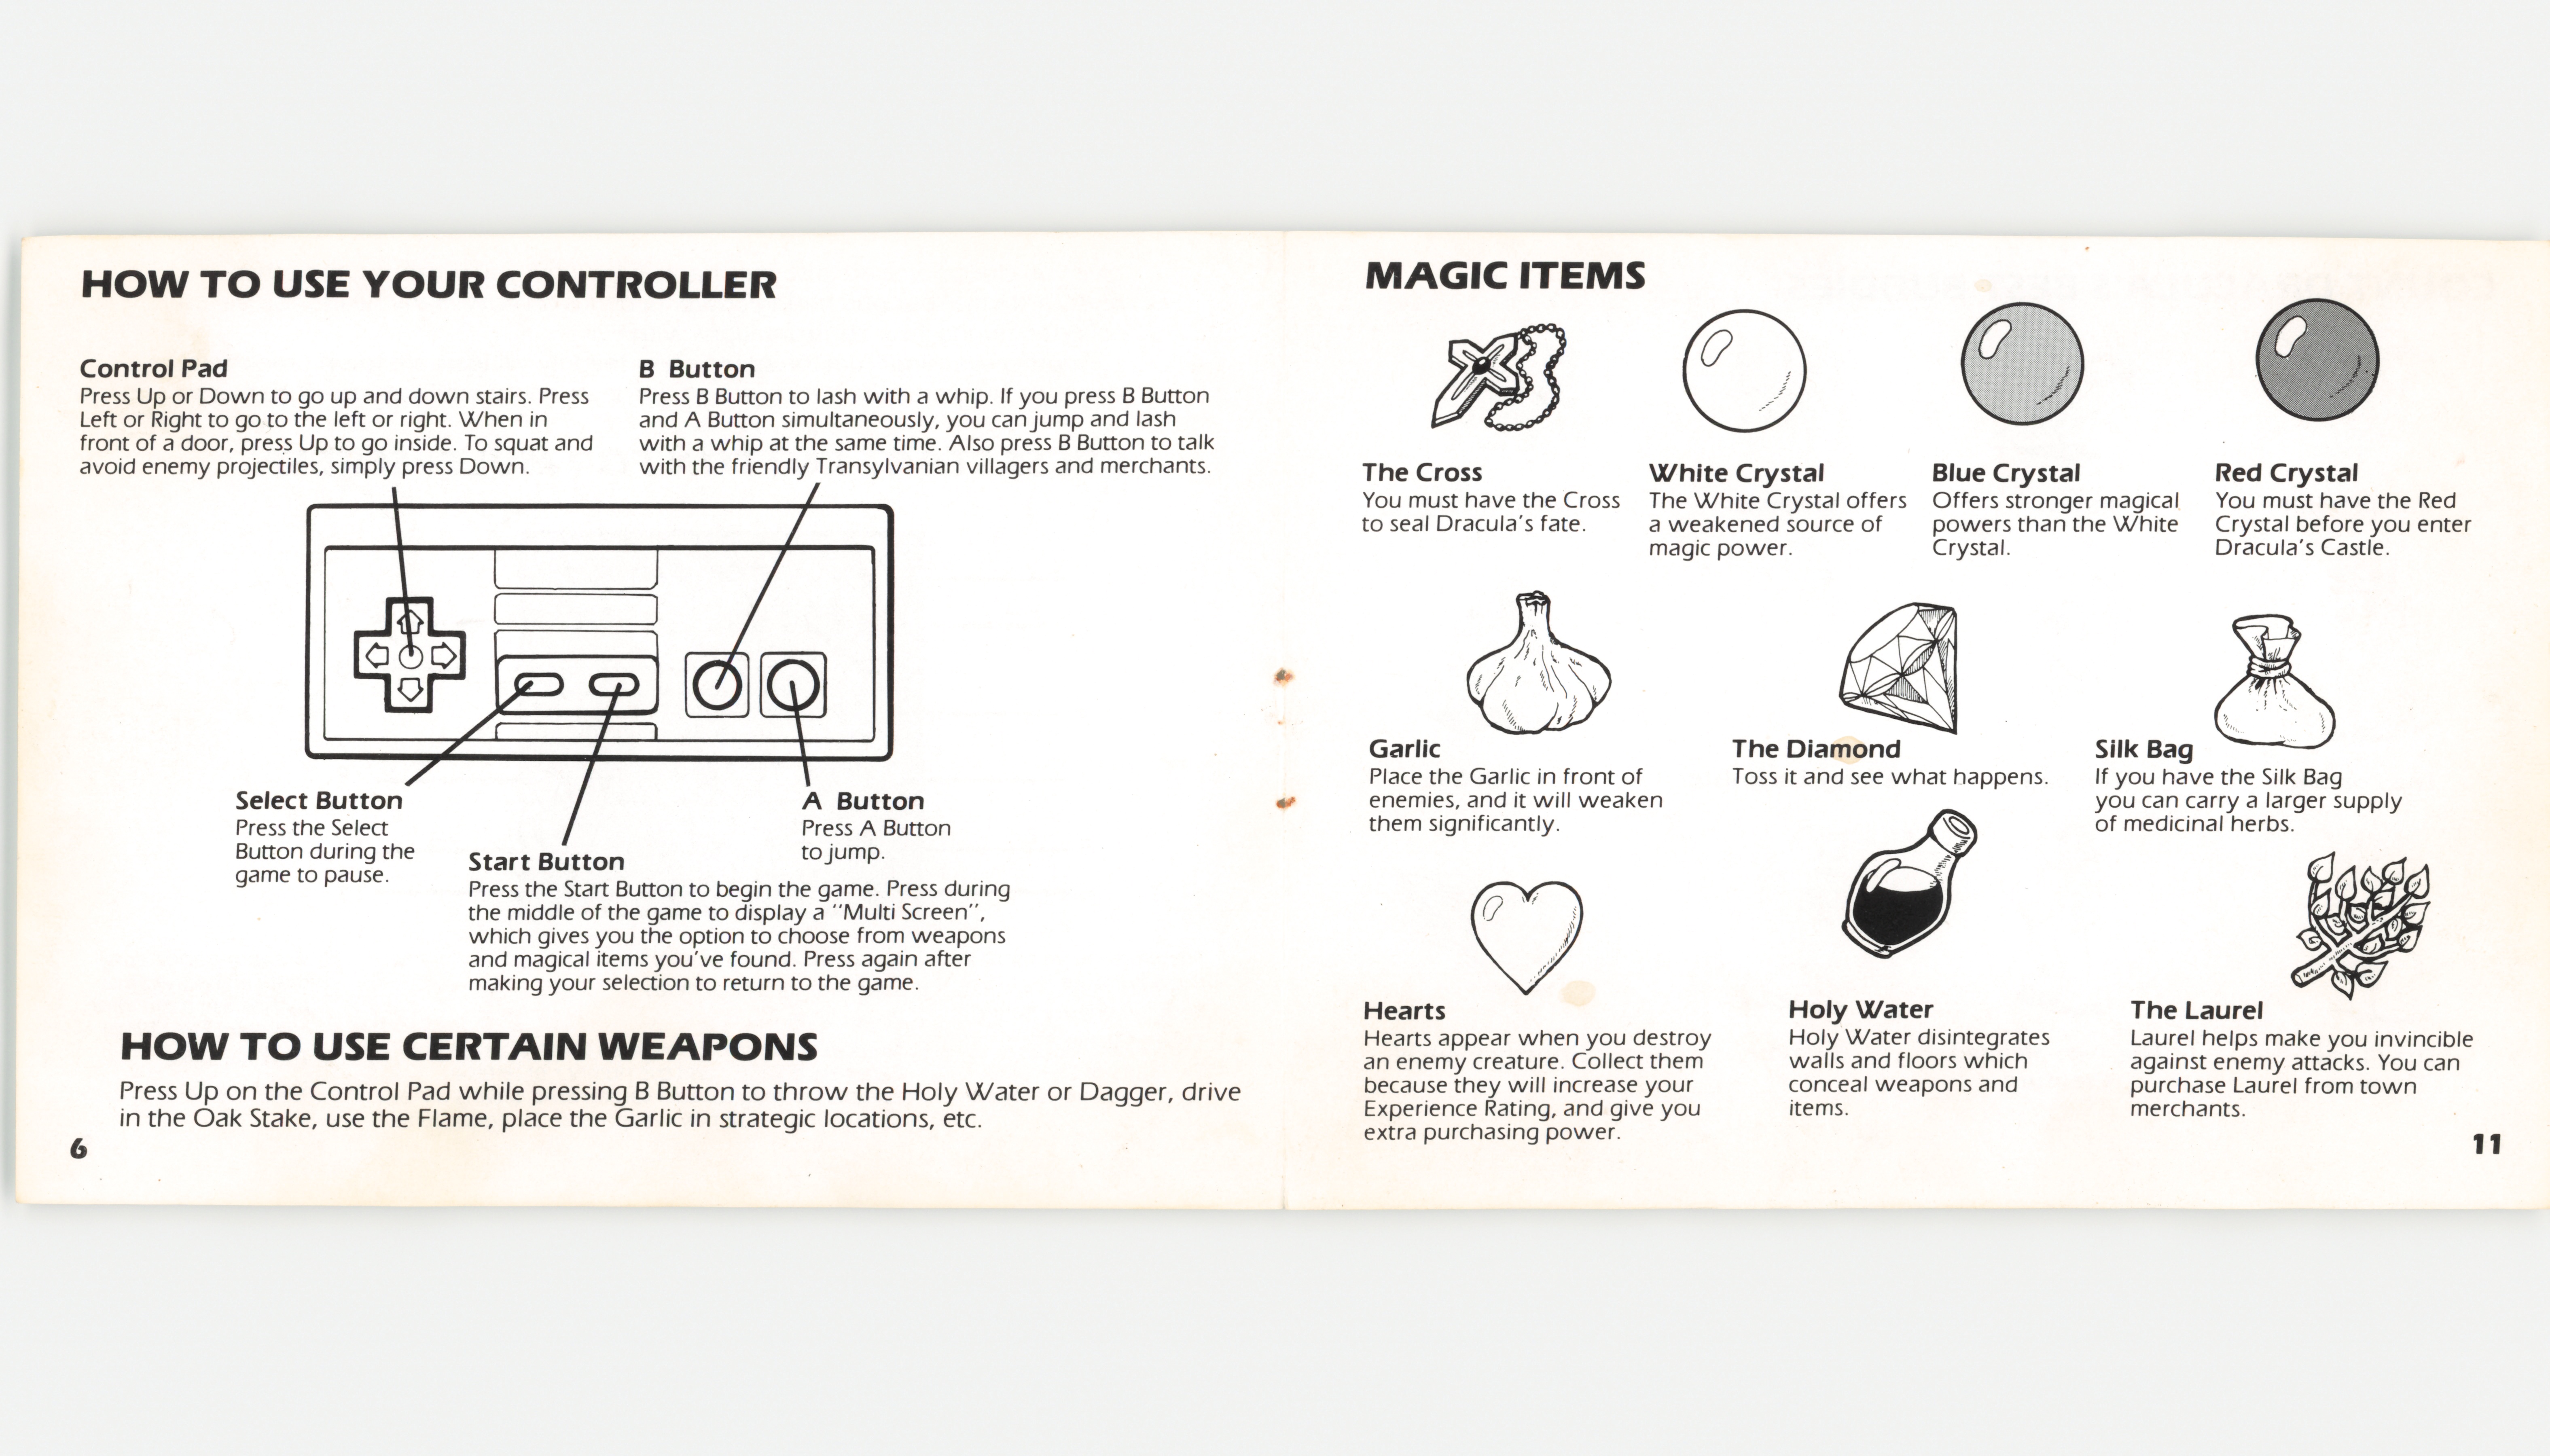 HOW TO USE YOUR CONTROLLER
Control Pad
Press Up or Down to go up and down stairs. Press
Left or Right to go to the left or right. When in
front of a door, press Up to go inside. To squat and
avoid enemy projectiles, simply press Down.
B Button
Press B Button to lash with a whip. If you press B Button
and A Button simultaneously, you can jump and lash
with a whip at the same time. Also press B Button to talk
with the friendly Transylvanian villagers and merchants.
Select Button
Press the Select
Button during the
game to pause.
Start Button
Press the Start Button to begin the game. Press during
the middle of the game to display a "Multi Screen",
which gives you the option to choose from weapons
and magical items you've found. Press again after
making your selection to return to the game.
A Button
Press A Button
to jump.
HOW TO USE CERTAIN WEAPONS
Press Up on the Control Pad while pressing B Button to throw the Holy Water or Dagger, drive
in the Oak Stake, use the Flame, place the Garlic in strategic locations, etc.
6
MAGIC ITEMS
The Cross
You must have the Cross
to seal Dracula's fate.
White Crystal
The White Crystal offers
a weakened source of
magic power.
Blue Crystal
Offers stronger magical
powers than the White
Crystal.
Red Crystal
You must have the Red
Crystal before you enter
Dracula's Castle.
Garlic
Place the Garlic in front of
enemies, and it will weaken
them significantly.
The Diamond
Toss it and see what happens.
Silk Bag
If you have the Silk Bag
you can carry a larger supply
of medicinal herbs.
Hearts
Hearts appear when you destroy
an enemy creature. Collect them
because they will increase your
Experience Rating, and give you
extra purchasing power.
Holy Water
Holy Water disintegrates
walls and floors which
conceal weapons and
items.
The Laurel
Laurel helps make you invincible
against enemy attacks. You can
purchase Laurel from town
merchants.
11